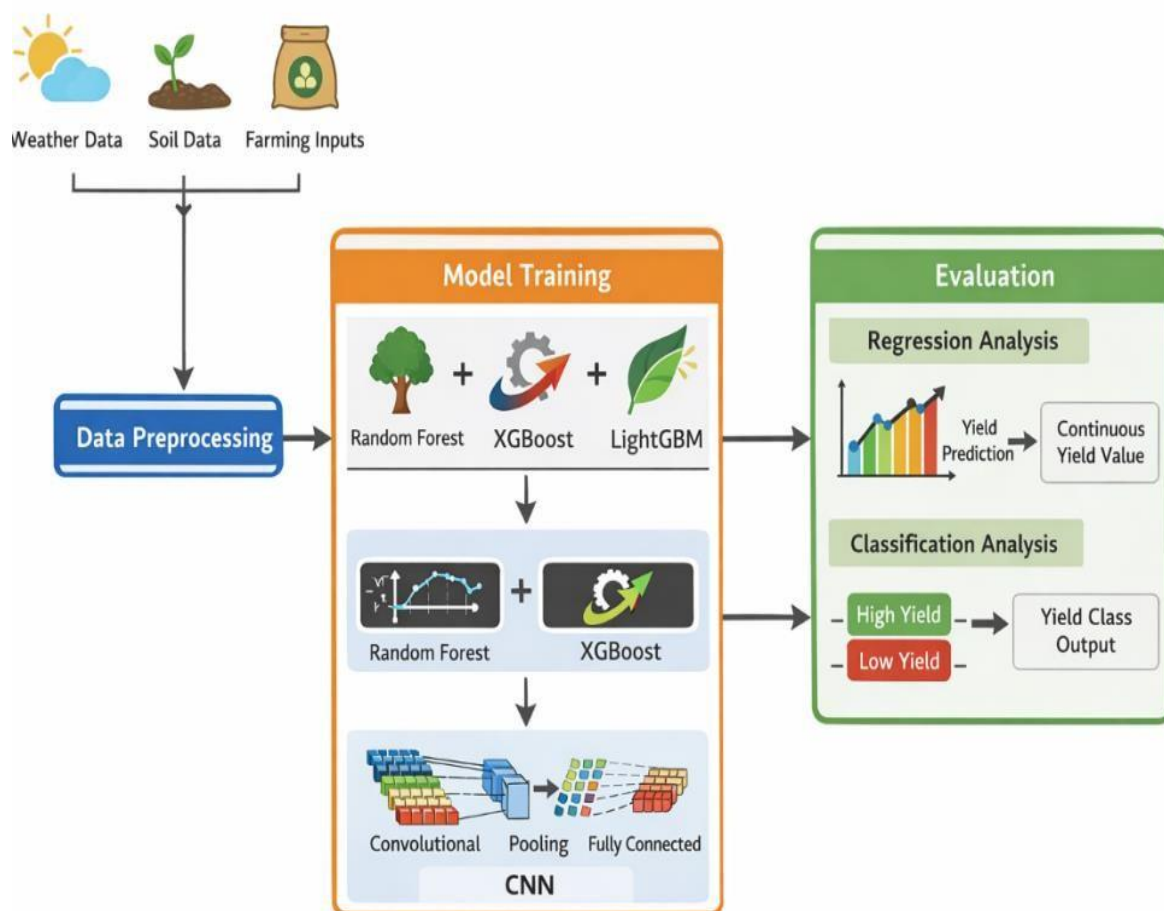 Weather Data
Soil Data
Farming Inputs
Data Preprocessing
Model Training
Random Forest
+
XGBoost
+
LightGBM
Random Forest
+
XGBoost
Convolutional
Pooling
Fully Connected
CNN
Evaluation
Regression Analysis
Yield
Prediction
Continuous
Yield Value
Classification Analysis
High Yield
Low Yield
Yield Class
Output